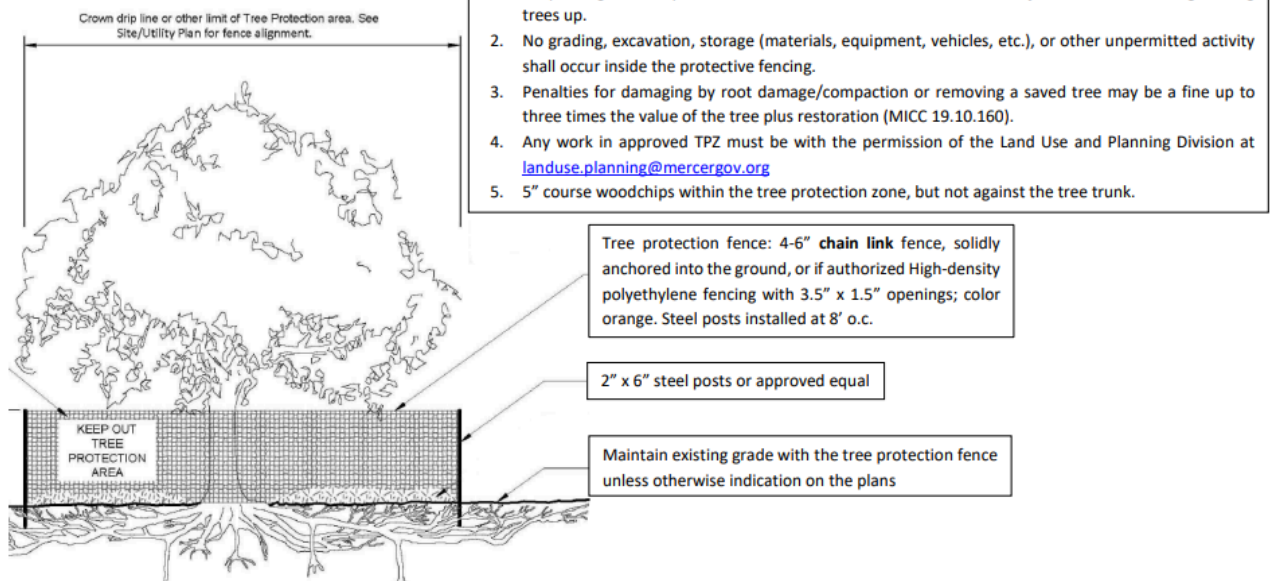 Crown drip line or other limit of Tree Protection area. See
Site/Utility Plan for fence alignment.
trees up.
2. No grading, excavation, storage (materials, equipment, vehicles, etc.), or other unpermitted activity
shall occur inside the protective fencing.
3. Penalties for damaging by root damage/compaction or removing a saved tree may be a fine up to
three times the value of the tree plus restoration (MICC 19.10.160).
4. Any work in approved TPZ must be with the permission of the Land Use and Planning Division at
landuse.planning@mercergov.org
5. 5” course woodchips within the tree protection zone, but not against the tree trunk.
Tree protection fence: 4-6” chain link fence, solidly
anchored into the ground, or if authorized High-density
polyethylene fencing with 3.5” x 1.5” openings; color
orange. Steel posts installed at 8’ o.c.
2” x 6” steel posts or approved equal
KEEP OUT
TREE
PROTECTION
AREA
Maintain existing grade with the tree protection fence
unless otherwise indication on the plans